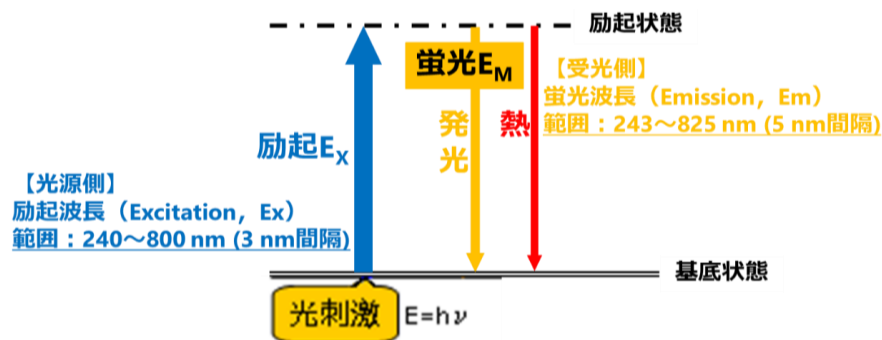 励起状態
蛍光EM
【受光側】
蛍光波長（Emission，Em）
範囲：243～825 nm (5 nm間隔)
発光
熱
励起EX
【光源側】
励起波長（Excitation，Ex）
範囲：240～800 nm (3 nm間隔)
基底状態
光刺激
E=hν